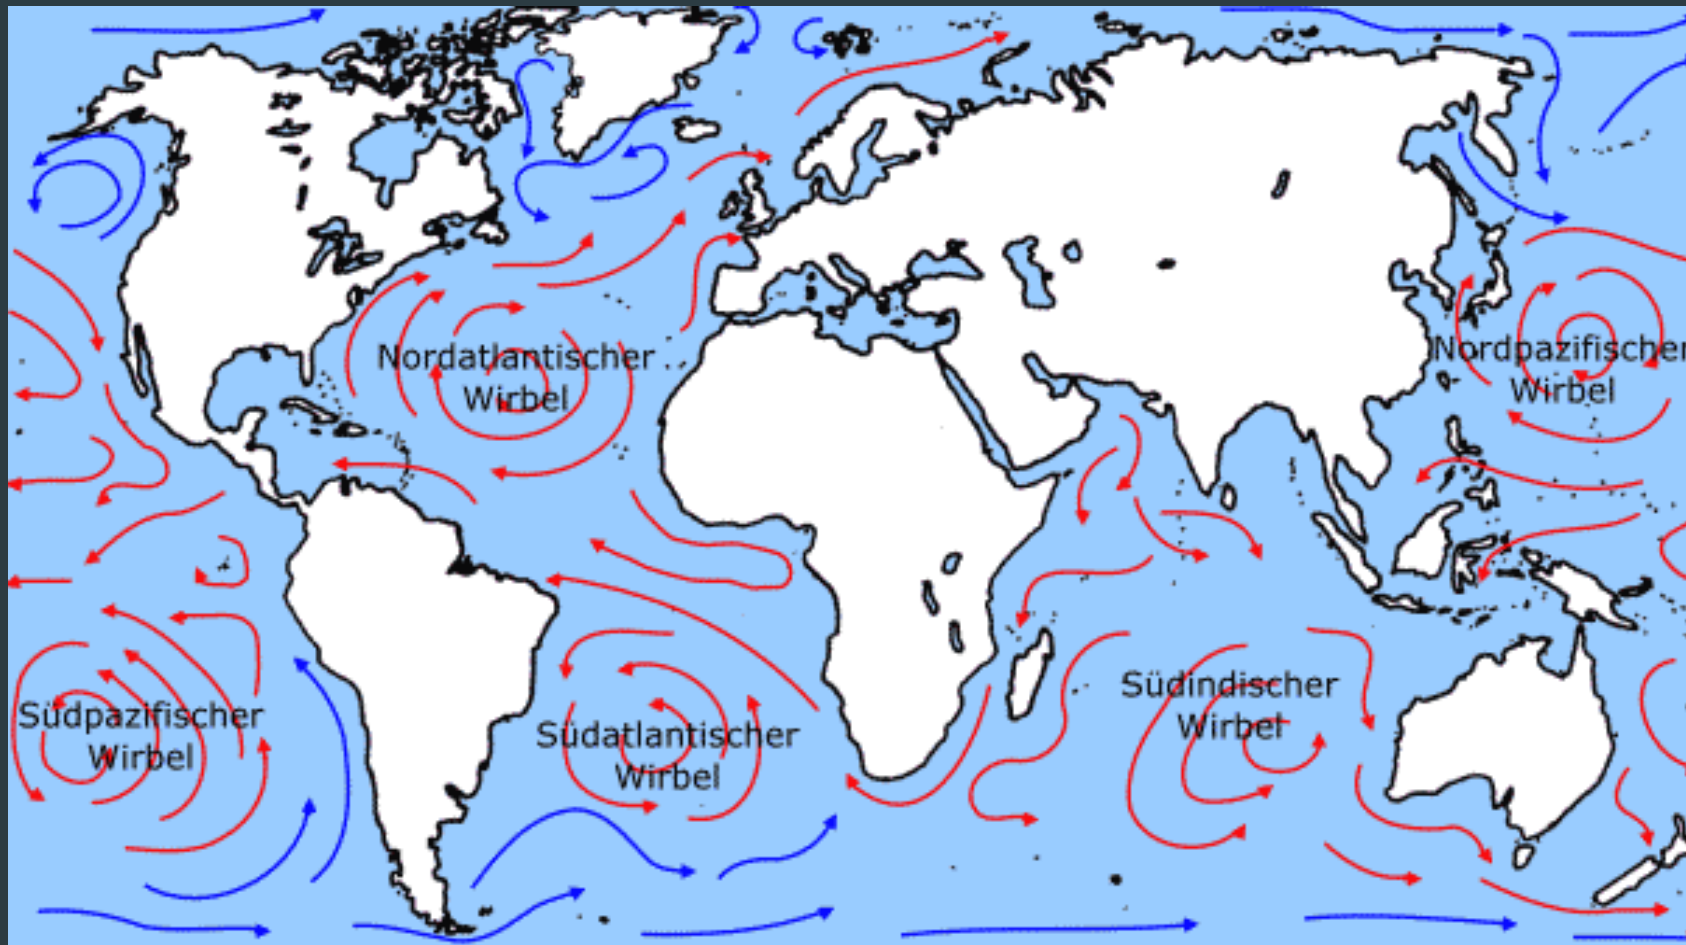 Nordatlantischer
Wirbel
Nordpazifischer
Wirbel
Südpazifischer
Wirbel
Südatlantischer
Wirbel
Südindischer
Wirbel